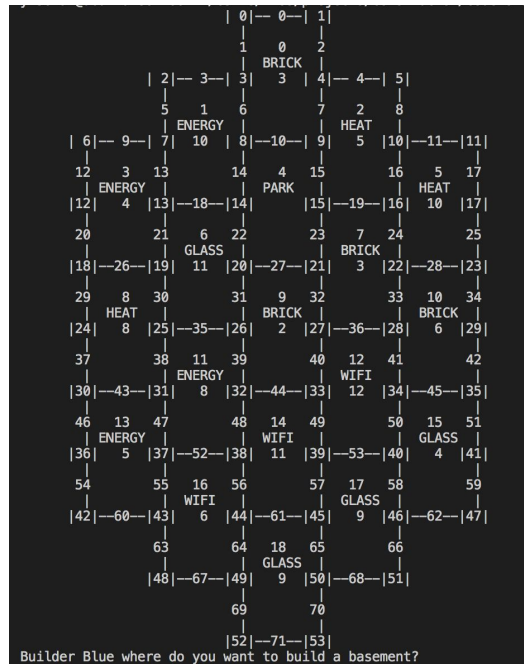 | 0|-- 0--| 1|
|         |
1    0    2
|  BRICK  |
| 2|-- 3--| 3|    3    | 4|-- 4--| 5|
|         |         |         |
5    1    6         7    2    8
|  ENERGY |         |  HEAT   |
| 6|-- 9--| 7|   10    | 8|--10--| 9|    5    |10|--11--|11|
|         |         |         |         |         |
12    3    13        14    4    15        16    5    17
|  ENERGY |         |  PARK   |         |  HEAT   |
|12|    4    |13|--18--|14|         |15|--19--|16|   10    |17|
|         |         |         |         |         |
20        21    6    22        23    7    24        25
|         |  GLASS  |         |  BRICK  |         |
|18|--26--|19|   11    |20|--27--|21|    3    |22|--28--|23|
|         |         |         |         |         |
29    8    30        31    9    32        33    10    34
|  HEAT   |         |  BRICK  |         |  BRICK  |
|24|    8    |25|--35--|26|    2    |27|--36--|28|    6    |29|
|         |         |         |         |         |
37        38    11    39        40    12    41        42
|         |  ENERGY |         |  WIFI   |         |
|30|--43--|31|    8    |32|--44--|33|   12    |34|--45--|35|
|         |         |         |         |         |
46    13    47        48    14    49        50    15    51
|  ENERGY |         |  WIFI   |         |  GLASS  |
|36|    5    |37|--52--|38|   11    |39|--53--|40|    4    |41|
|         |         |         |         |         |
54        55    16    56        57    17    58        59
|         |  WIFI   |         |  GLASS  |         |
|42|--60--|43|    6    |44|--61--|45|    9    |46|--62--|47|
|         |         |         |
63        64    18    65        66
|         |  GLASS  |         |
|48|--67--|49|    9    |50|--68--|51|
|         |
69        70
|         |
|52|--71--|53|
Builder Blue where do you want to build a basement?